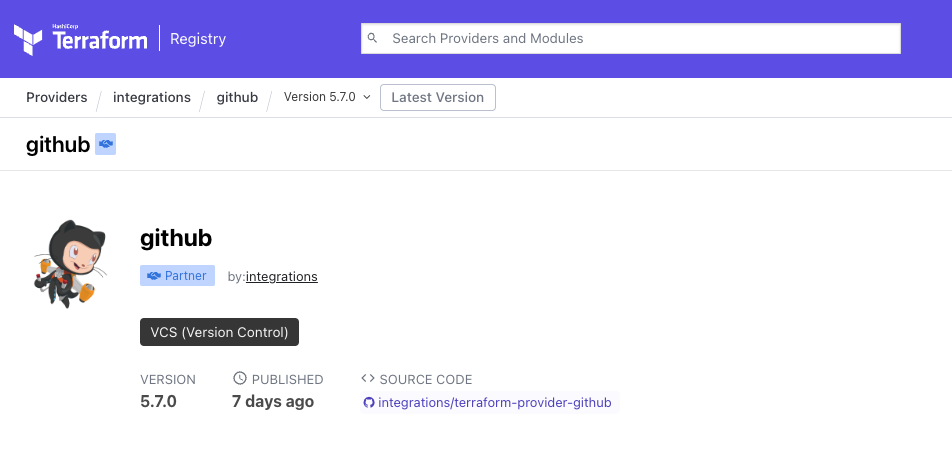 HashiCorp
Terraform Registry Search Providers and Modules
Providers / integrations / github / Version 5.7.0 Latest Version
github
github
Partner by:integrations
VCS (Version Control)
VERSION PUBLISHED <> SOURCE CODE
5.7.0 7 days ago integrations/terraform-provider-github